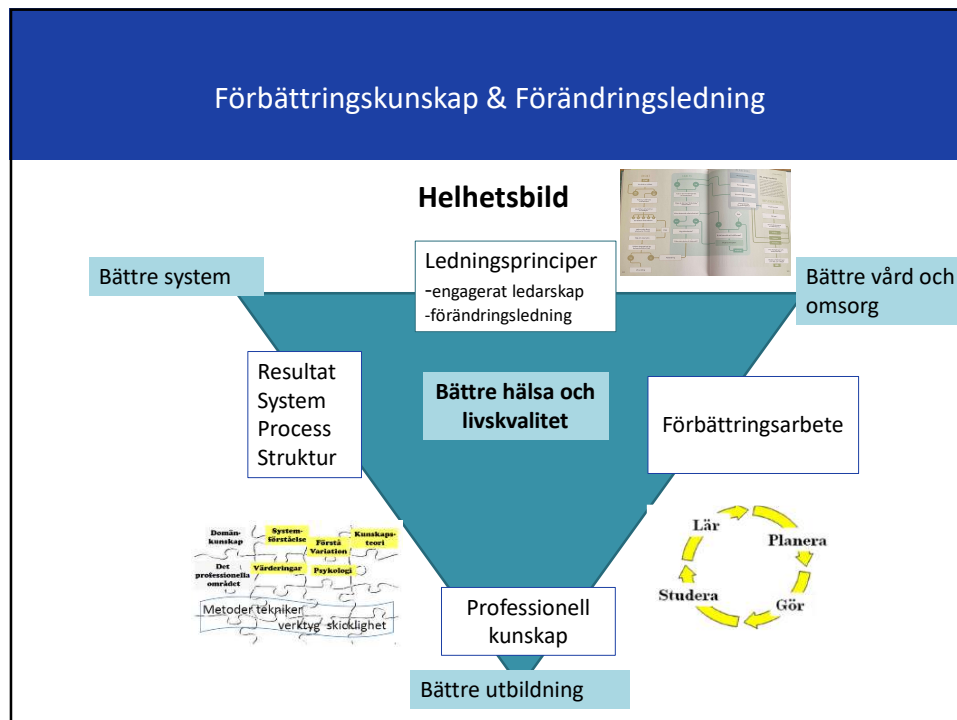 Förbättringskunskap & Förändringsledning
Helhetsbild
Bättre system
Ledningsprinciper
-engagerat ledarskap
-förändringsledning
Bättre vård och
omsorg
Resultat
System
Process
Struktur
Bättre hälsa och
livskvalitet
Förbättringsarbete
Domän-
kunskap
System-
förståelse
Förstå
Variation
Kunskaps-
teori
Det
professionella
området
Värderingar
Psykologi
Metoder tekniker
verktyg skicklighet
Lär
Planera
Studera
Gör
Professionell
kunskap
Bättre utbildning